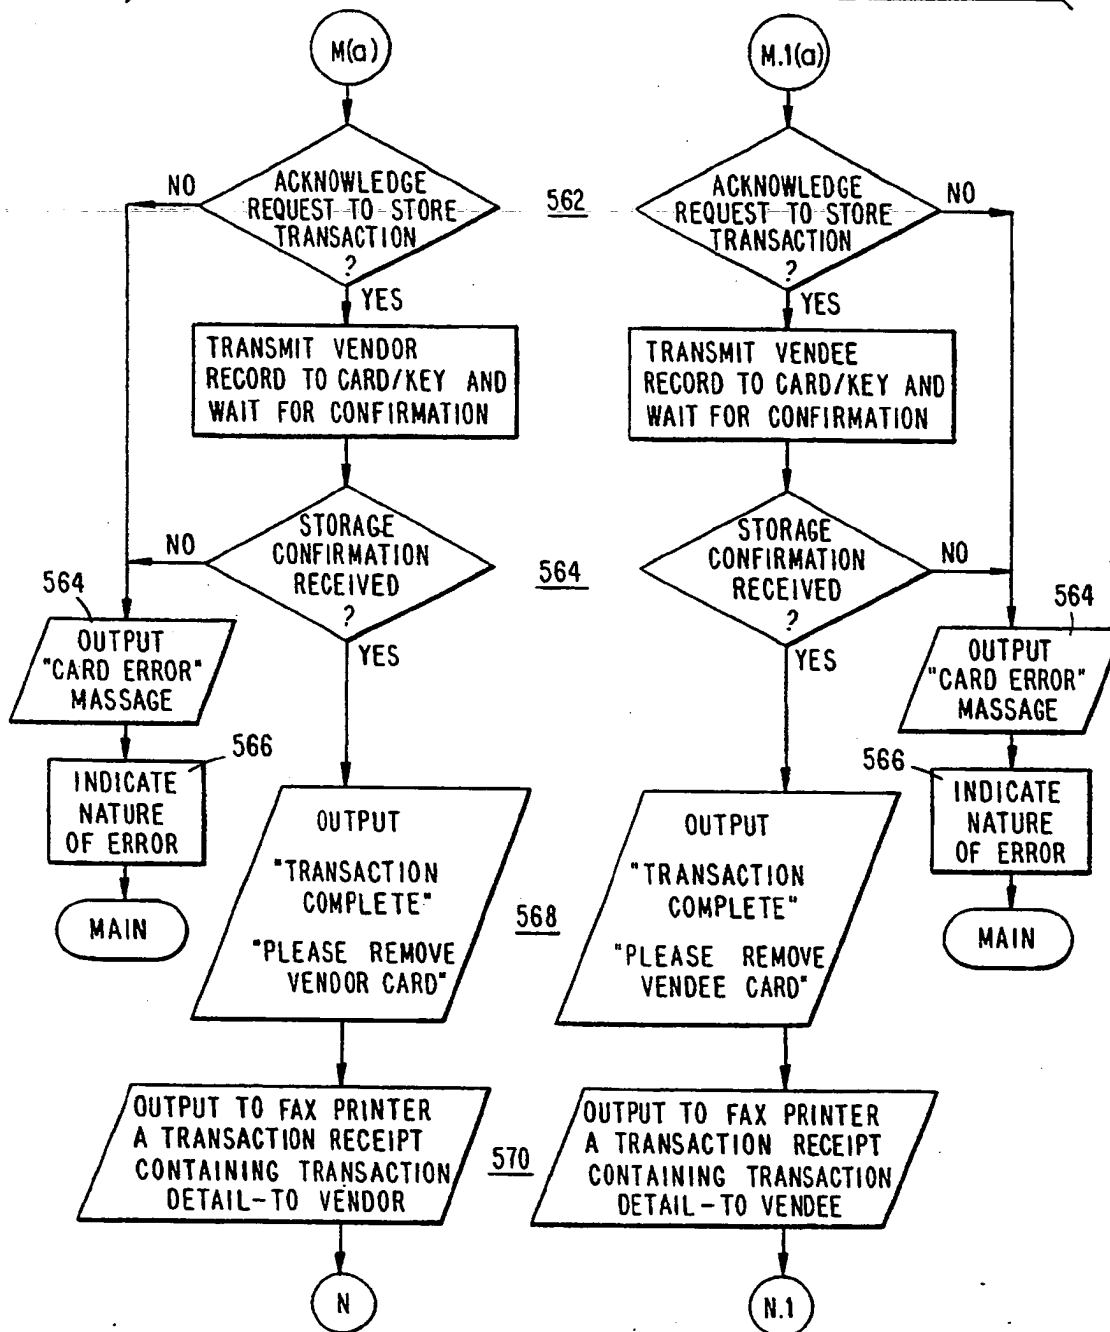 M(a)
ACKNOWLEDGE
REQUEST TO STORE
TRANSACTION
?
NO
YES
TRANSMIT VENDOR
RECORD TO CARD/KEY AND
WAIT FOR CONFIRMATION
STORAGE
CONFIRMATION
RECEIVED
?
NO
YES
564
OUTPUT
"CARD ERROR"
MASSAGE
566
INDICATE
NATURE
OF ERROR
MAIN
OUTPUT
"TRANSACTION
COMPLETE"
"PLEASE REMOVE
VENDOR CARD"
OUTPUT TO FAX PRINTER
A TRANSACTION RECEIPT
CONTAINING TRANSACTION
DETAIL-TO VENDOR
N
562
564
568
570
M.1(a)
ACKNOWLEDGE
REQUEST TO STORE
TRANSACTION
?
NO
YES
TRANSMIT VENDEE
RECORD TO CARD/KEY AND
WAIT FOR CONFIRMATION
STORAGE
CONFIRMATION
RECEIVED
?
NO
YES
564
OUTPUT
"CARD ERROR"
MASSAGE
566
INDICATE
NATURE
OF ERROR
MAIN
OUTPUT
"TRANSACTION
COMPLETE"
"PLEASE REMOVE
VENDEE CARD"
OUTPUT TO FAX PRINTER
A TRANSACTION RECEIPT
CONTAINING TRANSACTION
DETAIL-TO VENDEE
N.1